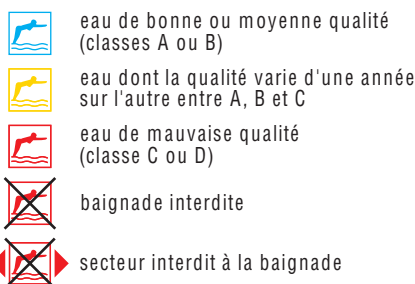 eau de bonne ou moyenne qualité
(classes A ou B)
eau dont la qualité varie d'une année
sur l'autre entre A, B et C
eau de mauvaise qualité
(classe C ou D)
baignade interdite
secteur interdit à la baignade